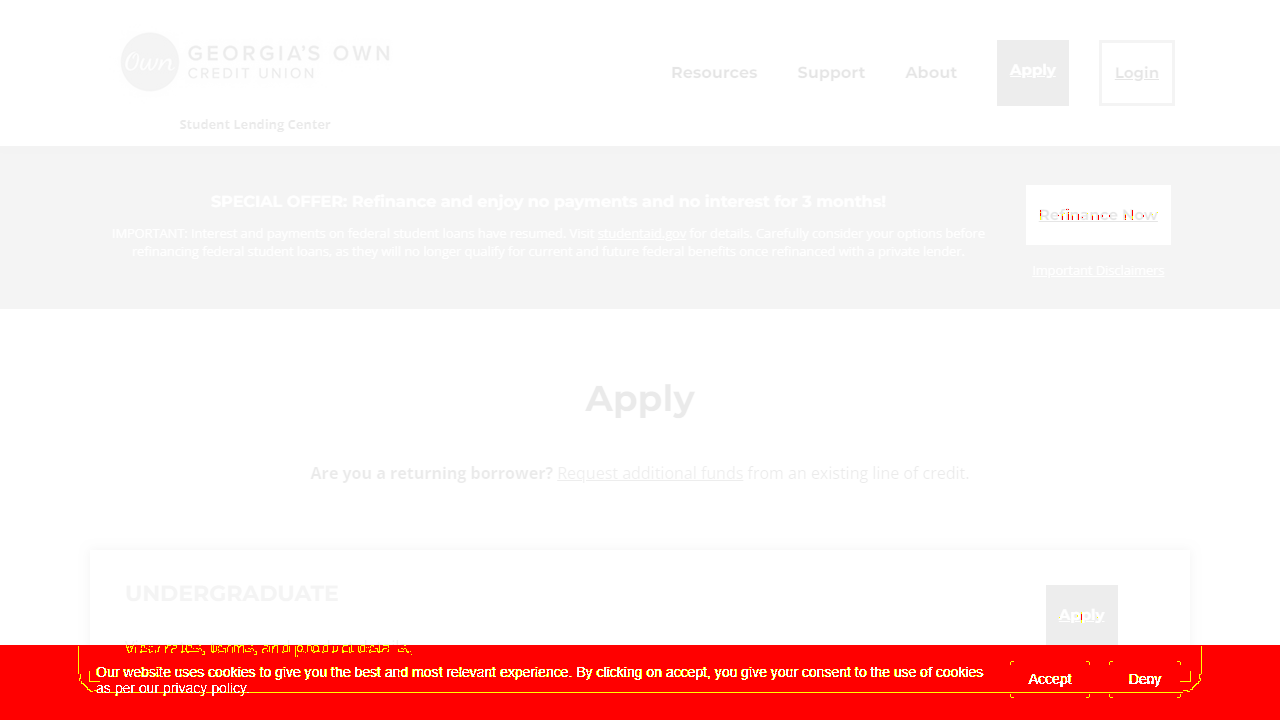 Own GEORGIA'S OWN
CREDIT UNION
Student Lending Center
Resources Support About Apply Login
SPECIAL OFFER: Refinance and enjoy no payments and no interest for 3 months!
IMPORTANT: Interest and payments on federal student loans have resumed. Visit studentaid.gov for details. Carefully consider your options before
refinancing federal student loans, as they will no longer qualify for current and future federal benefits once refinanced with a private lender.
Refinance Now
Important Disclaimers
Apply
Are you a returning borrower? Request additional funds from an existing line of credit.
UNDERGRADUATE
Apply
Our website uses cookies to give you the best and most relevant experience. By clicking on accept, you give your consent to the use of cookies
as per our privacy policy
Accept Deny